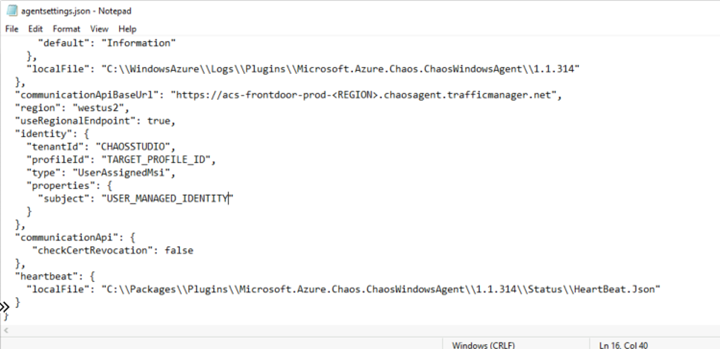 agentsettings.json - Notepad
File Edit Format View Help
"default": "Information"
},
"localFile": "C:\\WindowsAzure\\Logs\\Plugins\\Microsoft.Azure.Chaos.ChaosWindowsAgent\\1.1.314"
},
"communicationApiBaseUrl": "https://acs-frontdoor-prod-<REGION>.chaosagent.trafficmanager.net",
"region": "westus2",
"useRegionalEndpoint": true,
"identity": {
"tenantId": "CHAOSSTUDIO",
"profileId": "TARGET_PROFILE_ID",
"type": "UserAssignedMsi",
"properties": {
"subject": "USER_MANAGED_IDENTITY"
}
},
"communicationApi": {
"checkCertRevocation": false
},
"heartbeat": {
"localFile": "C:\\Packages\\Plugins\\Microsoft.Azure.Chaos.ChaosWindowsAgent\\1.1.314\\Status\\HeartBeat.Json"
}
}
Windows (CRLF) Ln 16, Col 40